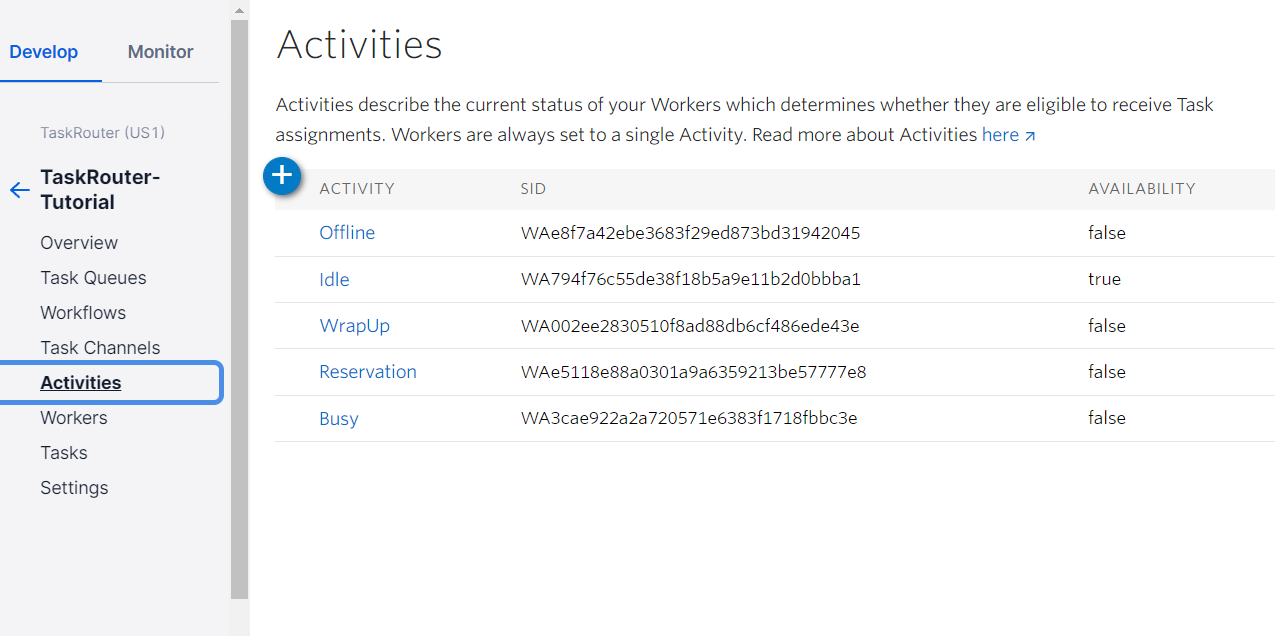 Develop
Monitor
TaskRouter (US1)
TaskRouter-
Tutorial
Overview
Task Queues
Workflows
Task Channels
Activities
Workers
Tasks
Settings
Activities
Activities describe the current status of your Workers which determines whether they are eligible to receive Task
assignments. Workers are always set to a single Activity. Read more about Activities here ↗
ACTIVITY SID AVAILABILITY
Offline WAe8f7a42ebe3683f29ed873bd31942045 false
Idle WA794f76c55de38f18b5a9e11b2d0bbba1 true
WrapUp WA002ee2830510f8ad88db6cf486ede43e false
Reservation WAe5118e88a0301a9a6359213be57777e8 false
Busy WA3cae922a2a720571e6383f1718fbbc3e false